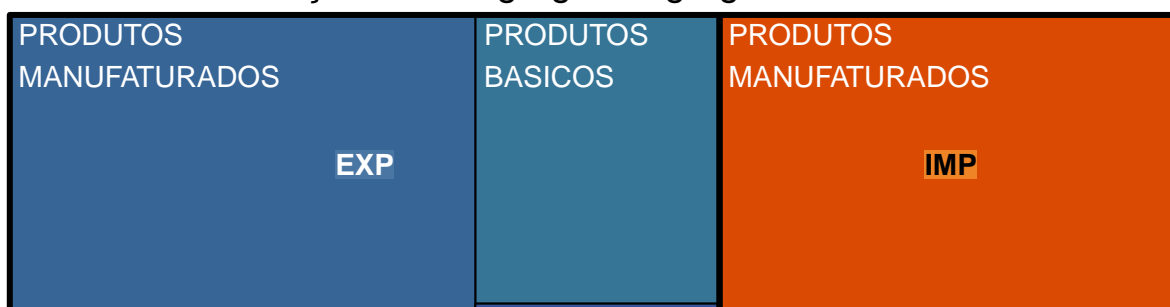 PRODUTOS
MANUFATURADOS
EXP
PRODUTOS
BASICOS
PRODUTOS
MANUFATURADOS
IMP